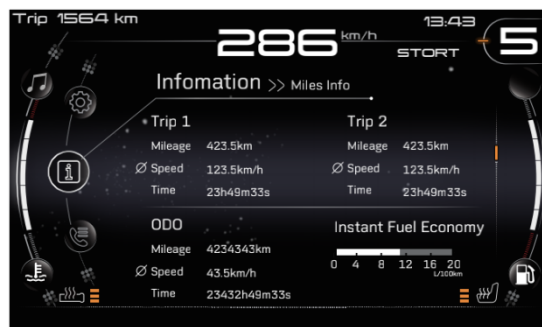 Trip 1564 km
286 km/h
13:43
STORT
5
Infomation >> Miles Info
Trip 1
Mileage 423.5km
Ø Speed 123.5km/h
Time 23h49m33s
Trip 2
Mileage 423.5km
Speed 123.5km/h
Time 23h49m33s
ODO
Mileage 4234343km
Ø Speed 43.5km/h
Time 23432h49m33s
Instant Fuel Economy
0 4 8 12 16 20
L/100km